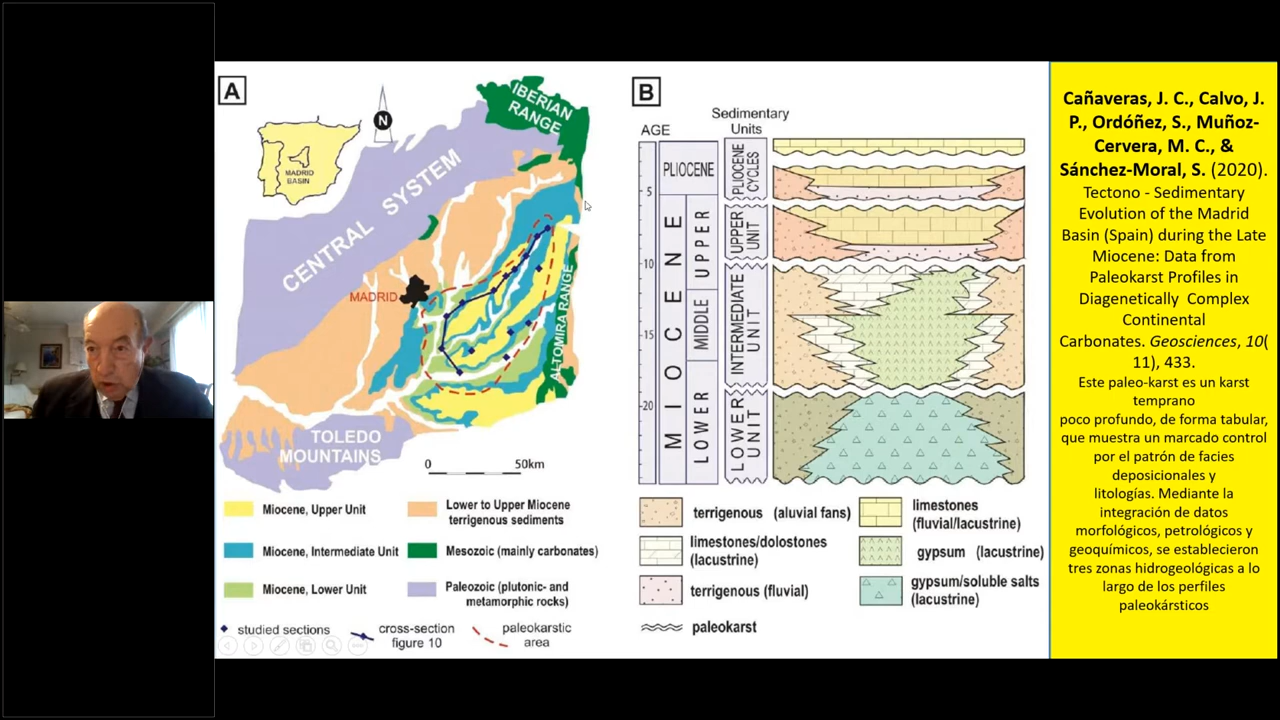 A
IBERIAN
RANGE
N
MADRID
BASIN
CENTRAL SYSTEM
MADRID
ALTOMIRA RANGE
TOLEDO
MOUNTAINS
0 50km
Miocene, Upper Unit
Lower to Upper Miocene
terrigenous sediments
Miocene, Intermediate Unit
Mesozoic (mainly carbonates)
Miocene, Lower Unit
Paleozoic (plutonic- and
metamorphic rocks)
studied sections
cross-section
figure 10
paleokarstic
area
B
Sedimentary
Units
AGE
PLIOCENE
PLIOCENE
CYCLES
5
MIOCENE
UPPER
UPPER
UNIT
10
MIDDLE
INTERMEDIATE
UNIT
15
LOWER
20
LOWER
UNIT
terrigenous (aluvial fans)
limestones
(fluvial/lacustrine)
limestones/dolostones
(lacustrine)
gypsum (lacustrine)
terrigenous (fluvial)
gypsum/soluble salts
(lacustrine)
paleokarst
Cañaveras, J. C., Calvo, J.
P., Ordóñez, S., Muñoz-
Cervera, M. C., &
Sánchez-Moral, S. (2020).
Tectono - Sedimentary
Evolution of the Madrid
Basin (Spain) during the Late
Miocene: Data from
Paleokarst Profiles in
Diagenetically Complex
Continental
Carbonates. Geosciences, 10(
11), 433.
Este paleo-karst es un karst
temprano
poco profundo, de forma tabular,
que muestra un marcado control
por el patrón de facies
deposicionales y
litologías. Mediante la
integración de datos
morfológicos, petrológicos y
geoquímicos, se establecieron
tres zonas hidrogeológicas a lo
largo de los perfiles
paleokársticos